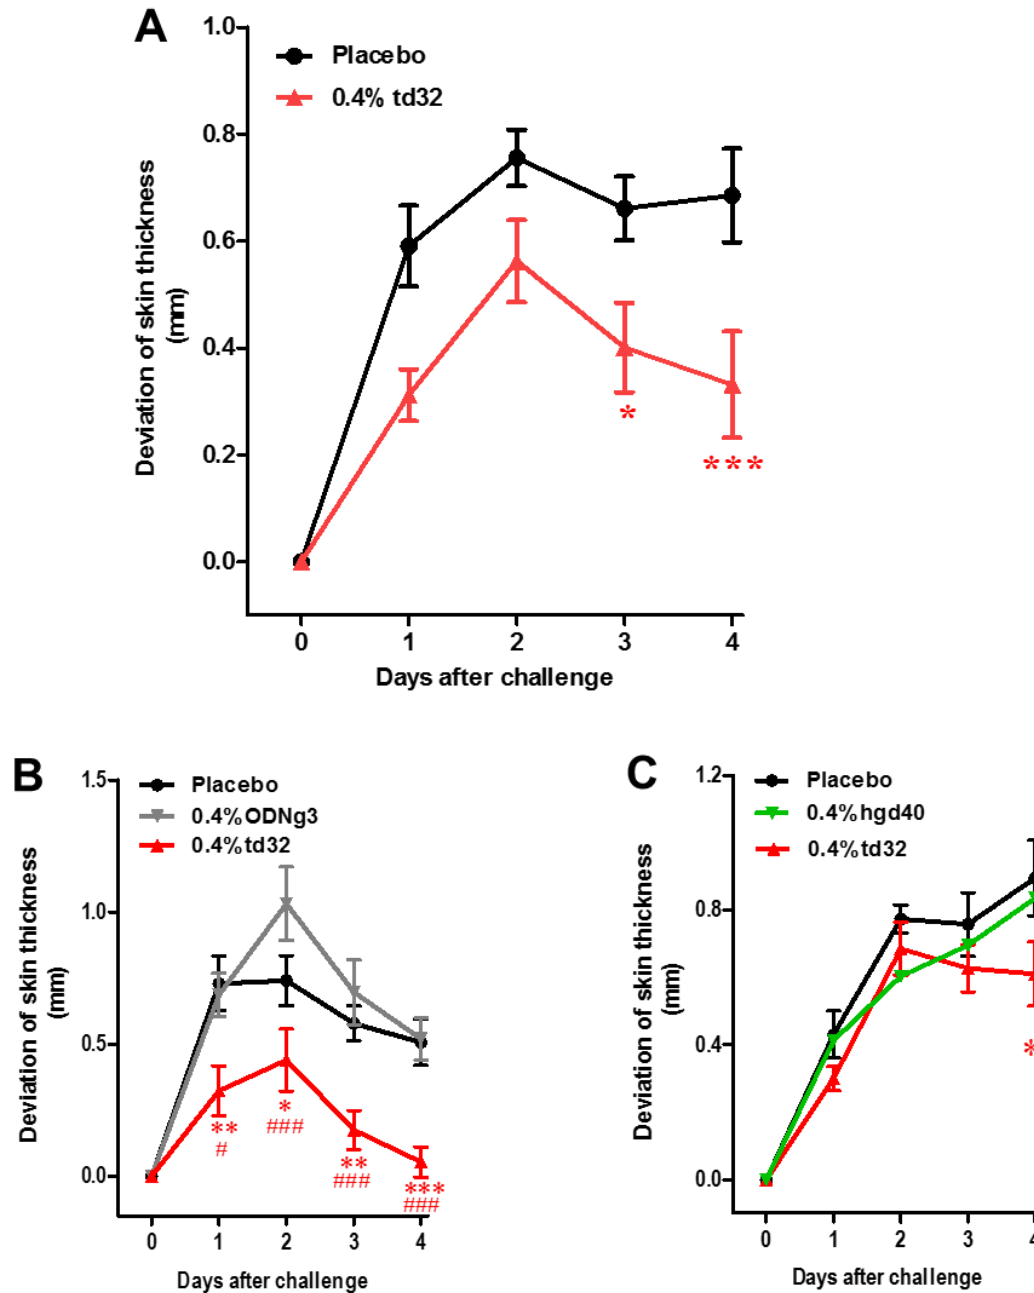 A
1.0
Placebo
0.4% td32
0.8
0.6
0.4
*
***
0.2
0.0
Deviation of skin thickness
(mm)
0 1 2 3 4
Days after challenge
B
1.5
Placebo
0.4%ODNg3
0.4%td32
1.0
0.5
0.0
Deviation of skin thickness
(mm)
**
#
*
###
**
###
***
###
0 1 2 3 4
Days after challenge
C
1.2
Placebo
0.4%hgd40
0.4%td32
0.8
0.4
*
0.0
Deviation of skin thickness
(mm)
0 1 2 3 4
Days after challenge